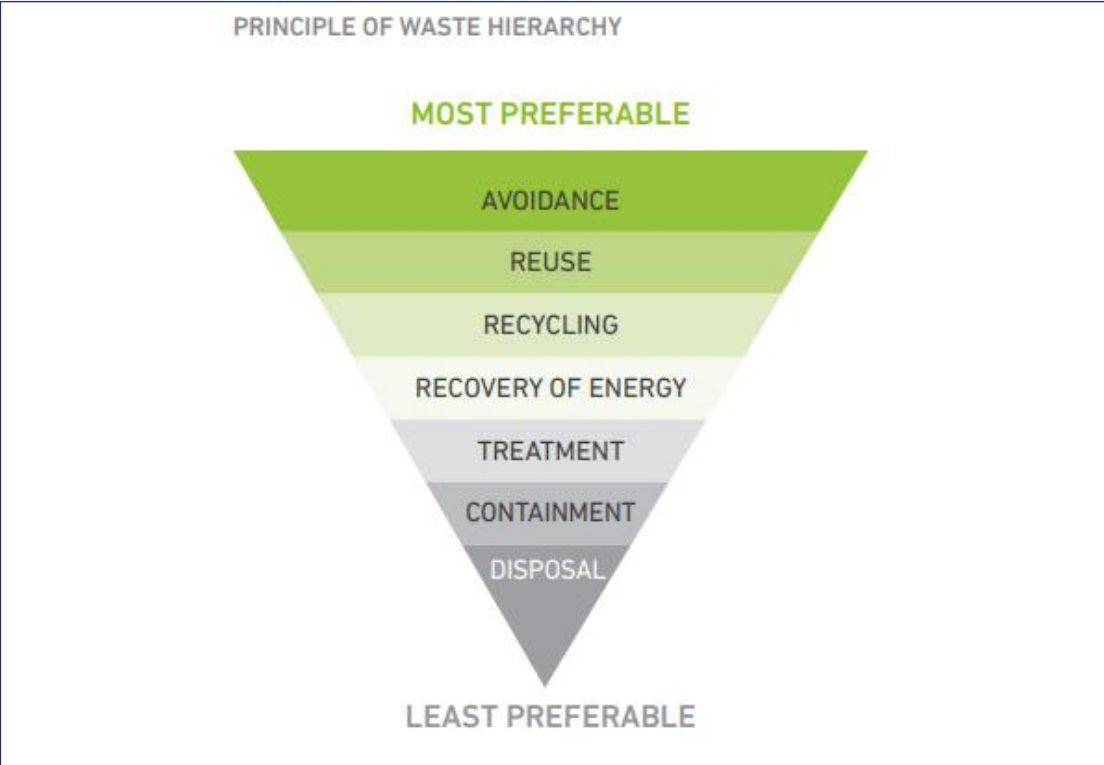 PRINCIPLE OF WASTE HIERARCHY
MOST PREFERABLE
AVOIDANCE
REUSE
RECYCLING
RECOVERY OF ENERGY
TREATMENT
CONTAINMENT
DISPOSAL
LEAST PREFERABLE